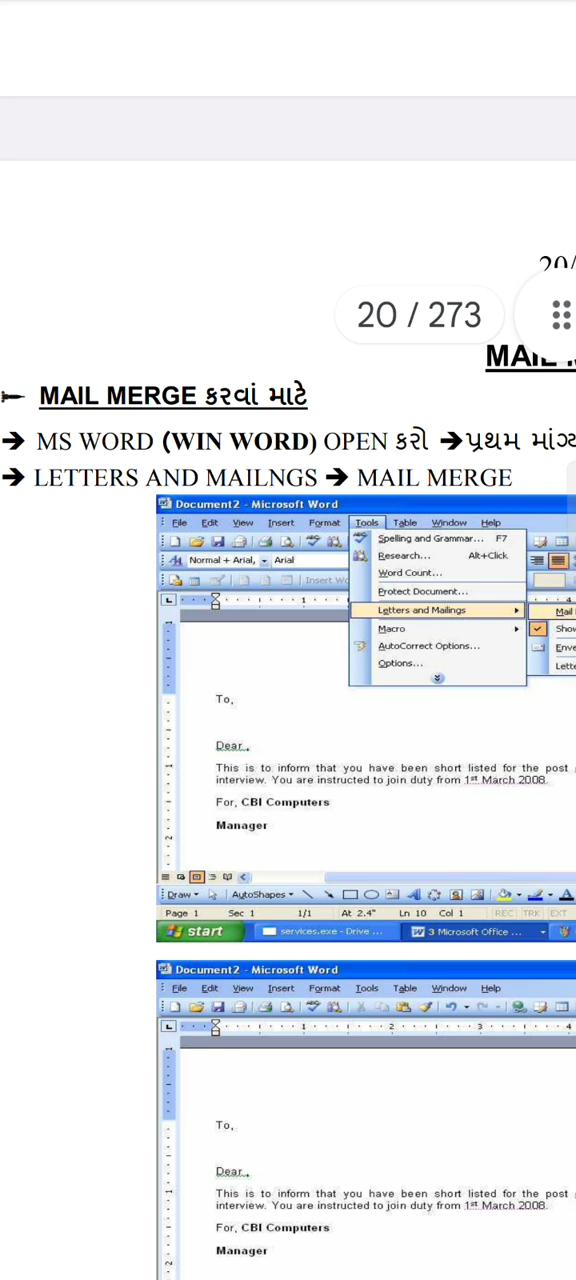 20 / 273
MAIL MERGE કરવાં માટે
➔ MS WORD (WIN WORD) OPEN કરો ➔પ્રથમ
➔ LETTERS AND MAILNGS ➔ MAIL MERGE
Document2 - Microsoft Word
File Edit View Insert Format Tools Table Window Help
Spelling and Grammar... F7
Normal + Arial, Arial
Research... Alt+Click
Word Count...
Protect Document...
Letters and Mailings
Mail
Macro
AutoCorrect Options...
Options...
To,
Dear ,
This is to inform that you have been short listed for the post
interview. You are instructed to join duty from 1st March 2008.
For, CBI Computers
Manager
Draw AutoShapes
Page 1 Sec 1 1/1 At 2.4" Ln 10 Col 1 REC TRK EXT
start services.exe - Drive ... 3 Microsoft Office ...
Document2 - Microsoft Word
File Edit View Insert Format Tools Table Window Help
To,
Dear ,
This is to inform that you have been short listed for the post
interview. You are instructed to join duty from 1st March 2008.
For, CBI Computers
Manager